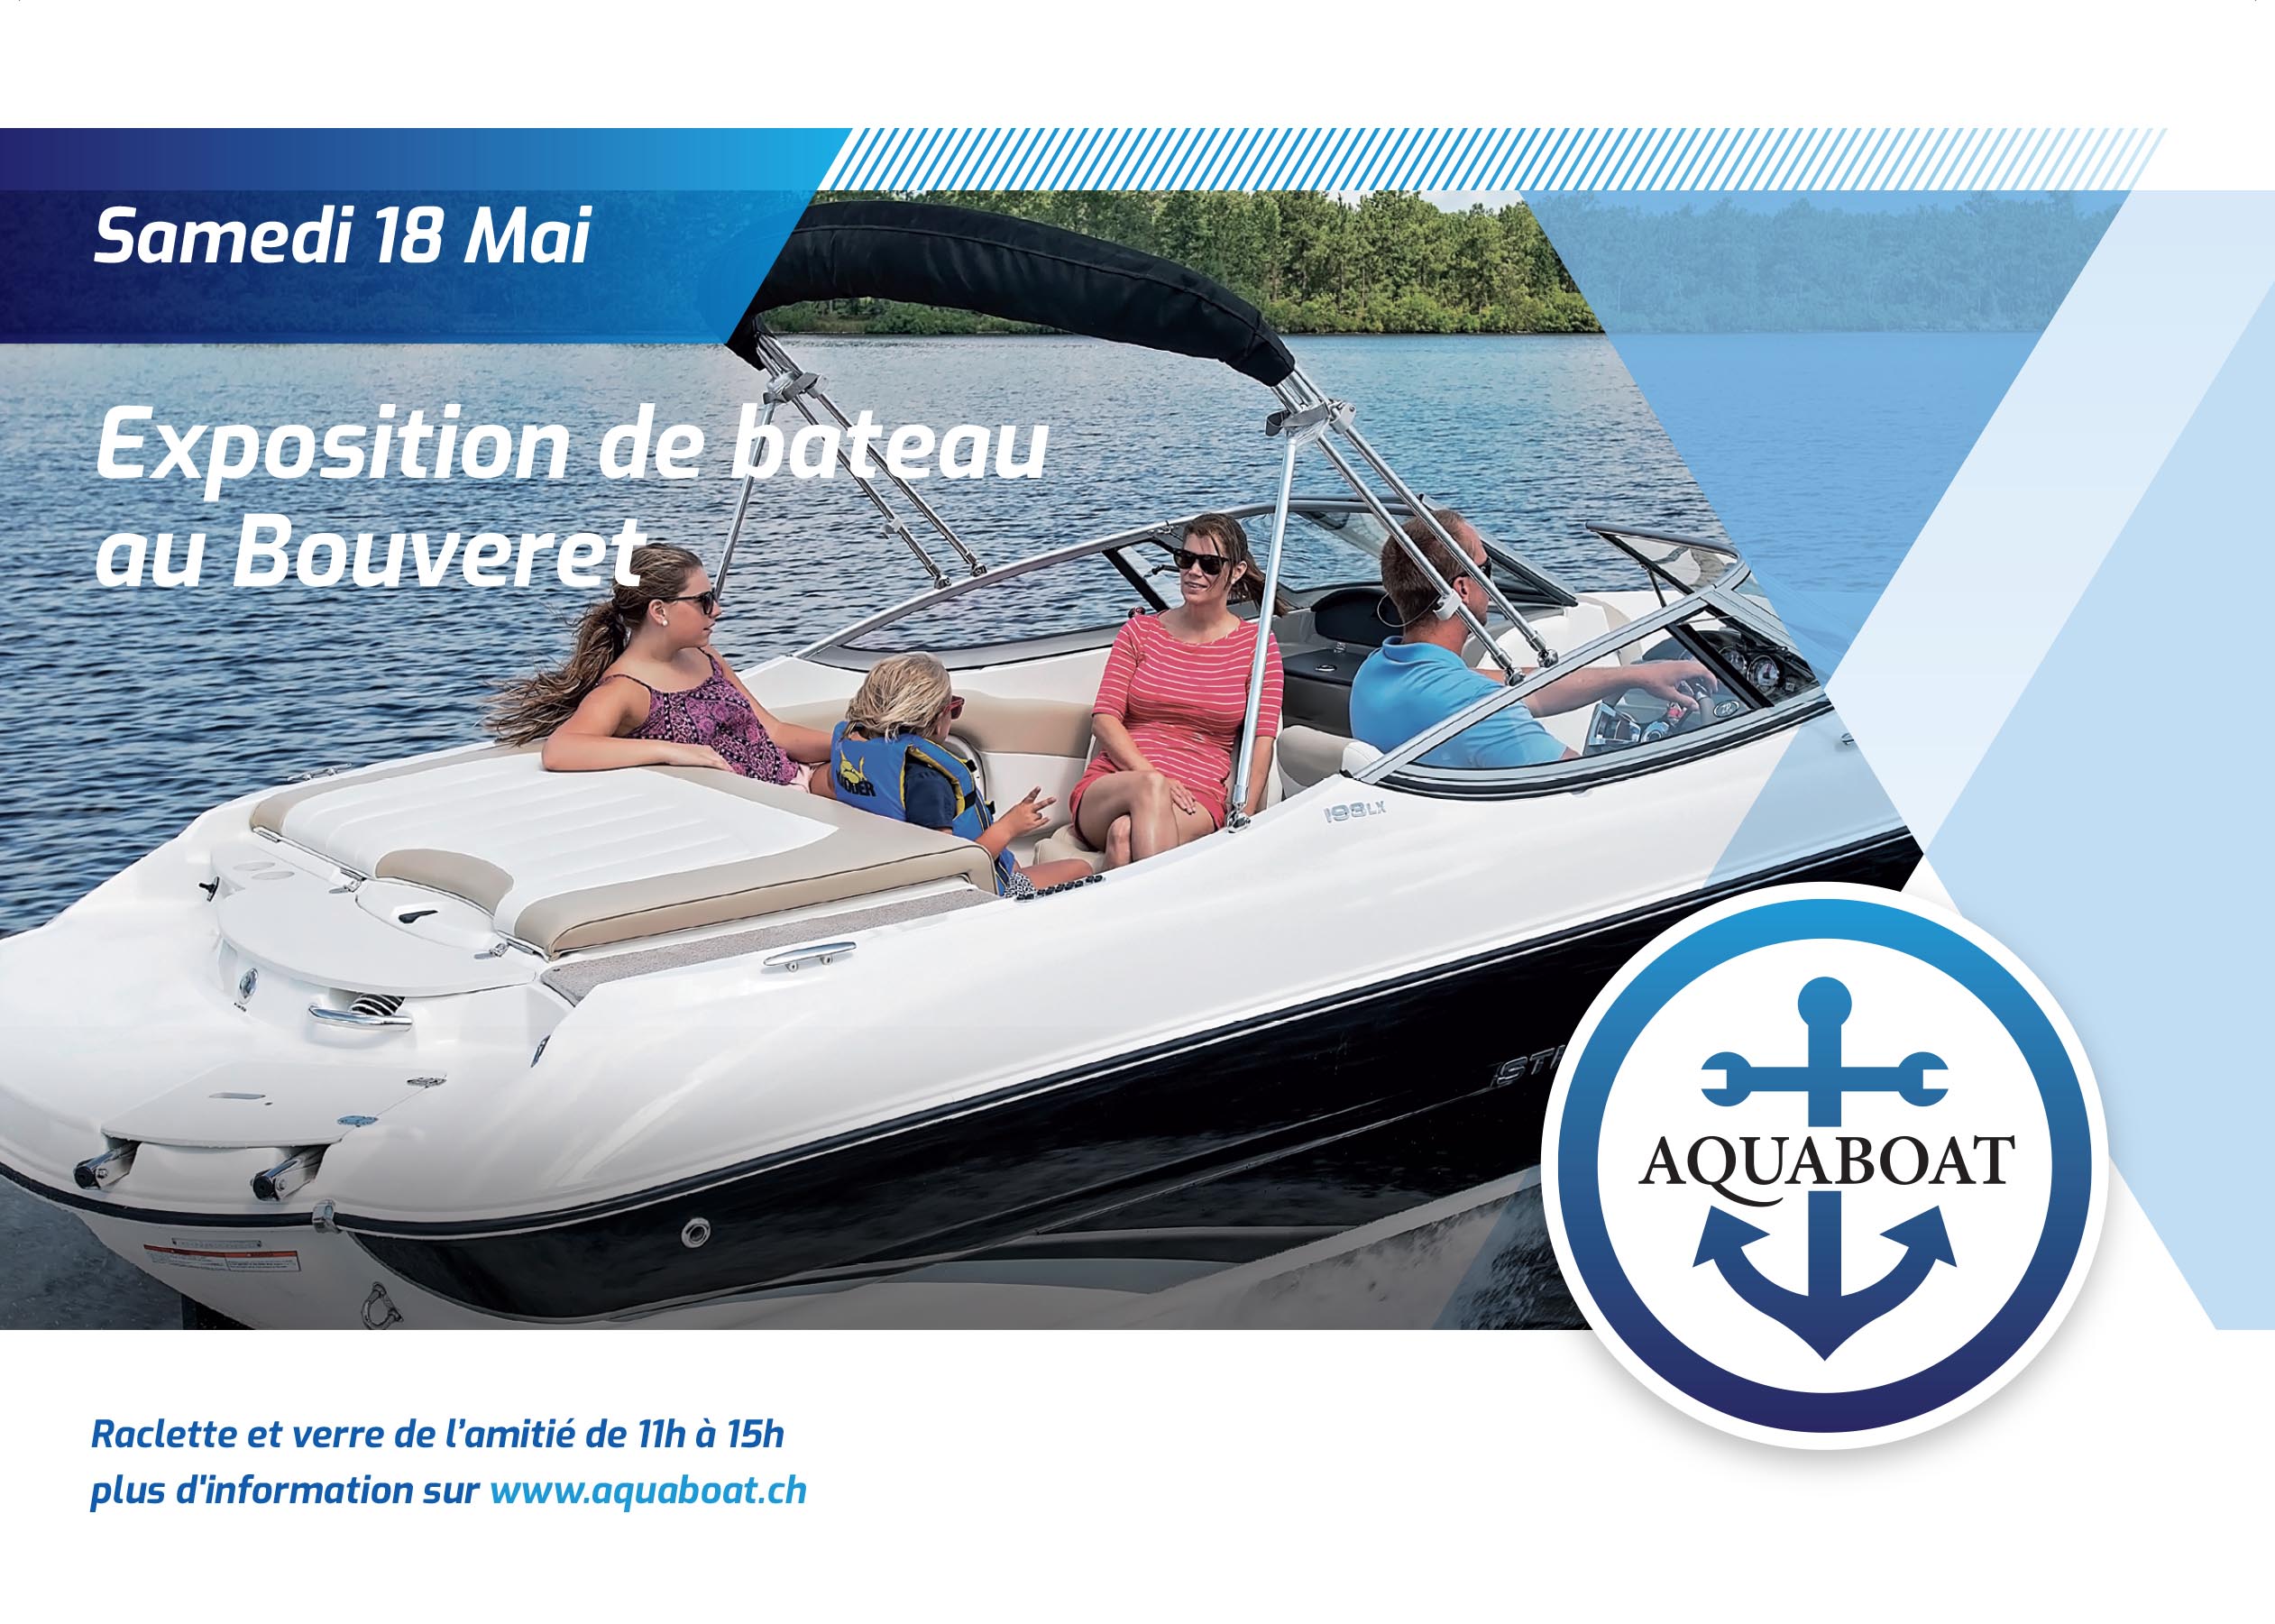 Samedi 18 Mai
Exposition de bateau
au Bouveret
198LX
AQUABOAT
Raclette et verre de l’amitié de 11h à 15h
plus d'information sur www.aquaboat.ch